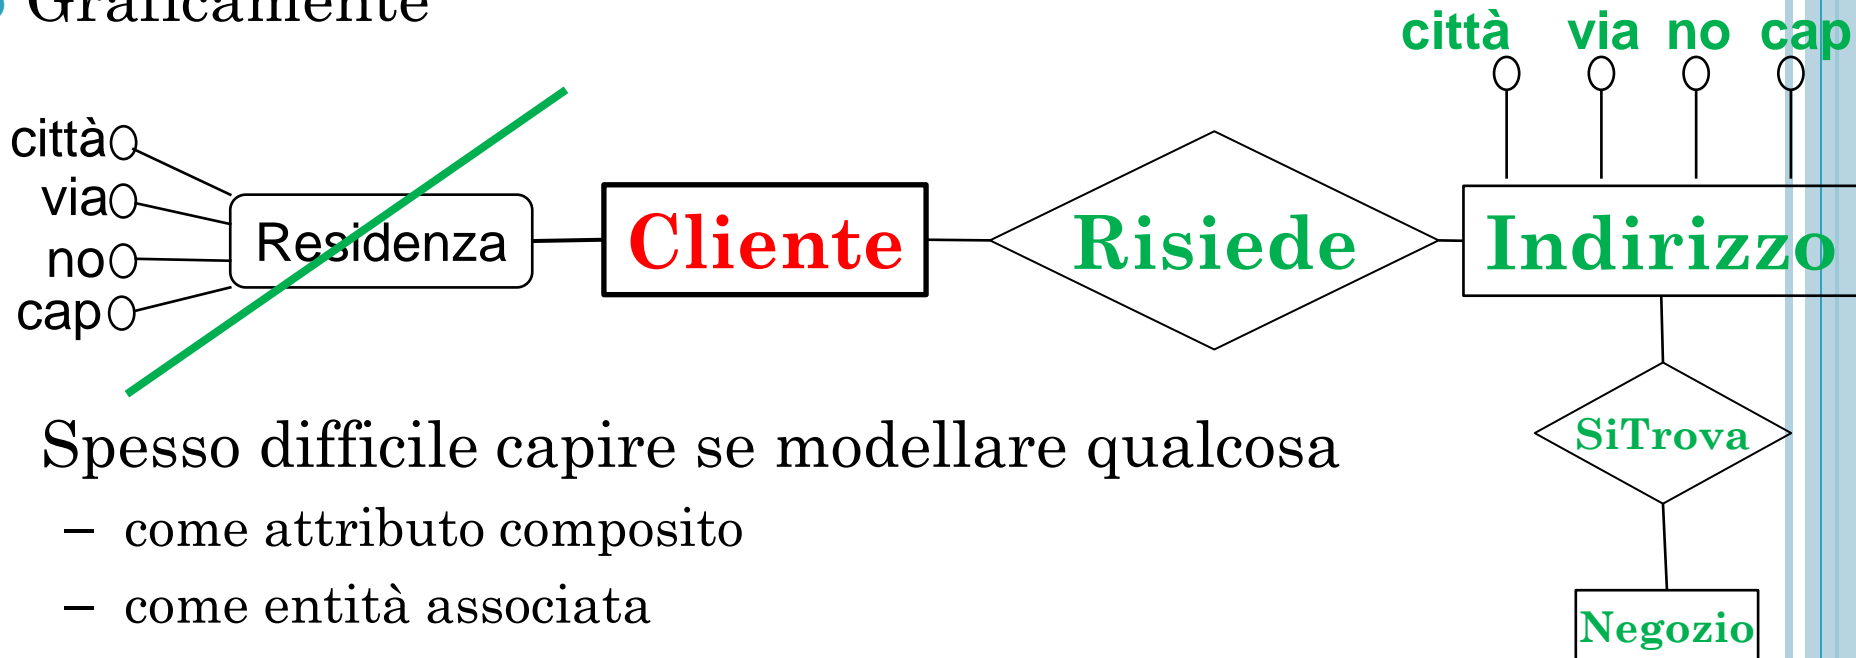 Graficamente
città via no cap
città
via
no
cap
Residenza
Cliente
Risiede
Indirizzo
SiTrova
Negozio
Spesso difficile capire se modellare qualcosa
– come attributo composito
– come entità associata